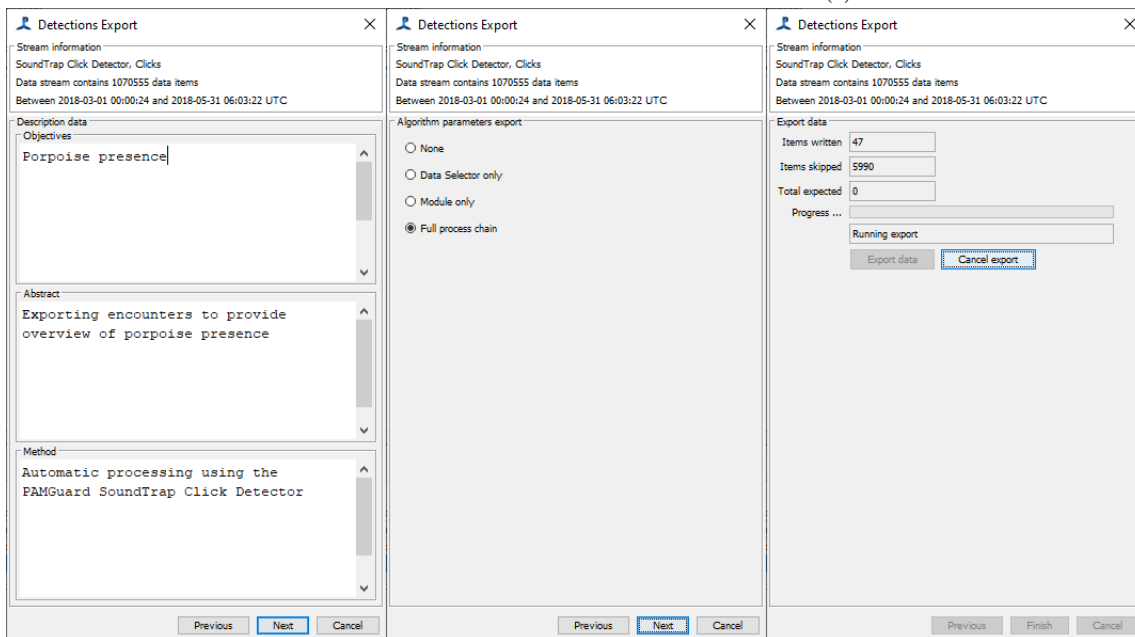 Detections Export
Stream information
SoundTrap Click Detector, Clicks
Data stream contains 1070555 data items
Between 2018-03-01 00:00:24 and 2018-05-31 06:03:22 UTC
Description data
Objectives
Porpoise presence
Abstract
Exporting encounters to provide
overview of porpoise presence
Method
Automatic processing using the
PAMGuard SoundTrap Click Detector
Previous Next Cancel
Detections Export
Stream information
SoundTrap Click Detector, Clicks
Data stream contains 1070555 data items
Between 2018-03-01 00:00:24 and 2018-05-31 06:03:22 UTC
Algorithm parameters export
None
Data Selector only
Module only
Full process chain
Previous Next Cancel
Detections Export
Stream information
SoundTrap Click Detector, Clicks
Data stream contains 1070555 data items
Between 2018-03-01 00:00:24 and 2018-05-31 06:03:22 UTC
Export data
Items written 47
Items skipped 5990
Total expected 0
Progress ...
Running export
Export data Cancel export
Previous Finish Cancel